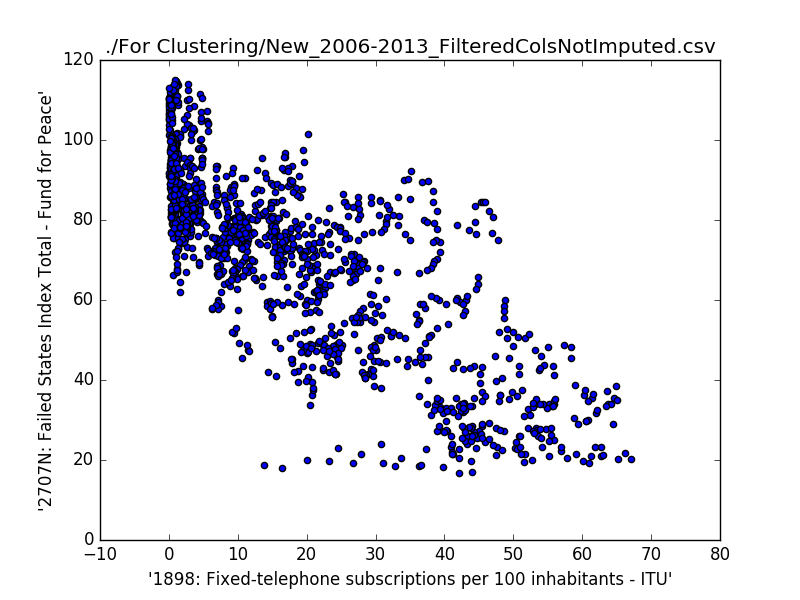 ./For Clustering/New_2006-2013_FilteredColsNotImputed.csv
120
100
80
60
40
20
0
'2707N: Failed States Index Total - Fund for Peace'
−10 0 10 20 30 40 50 60 70 80
'1898: Fixed-telephone subscriptions per 100 inhabitants - ITU'